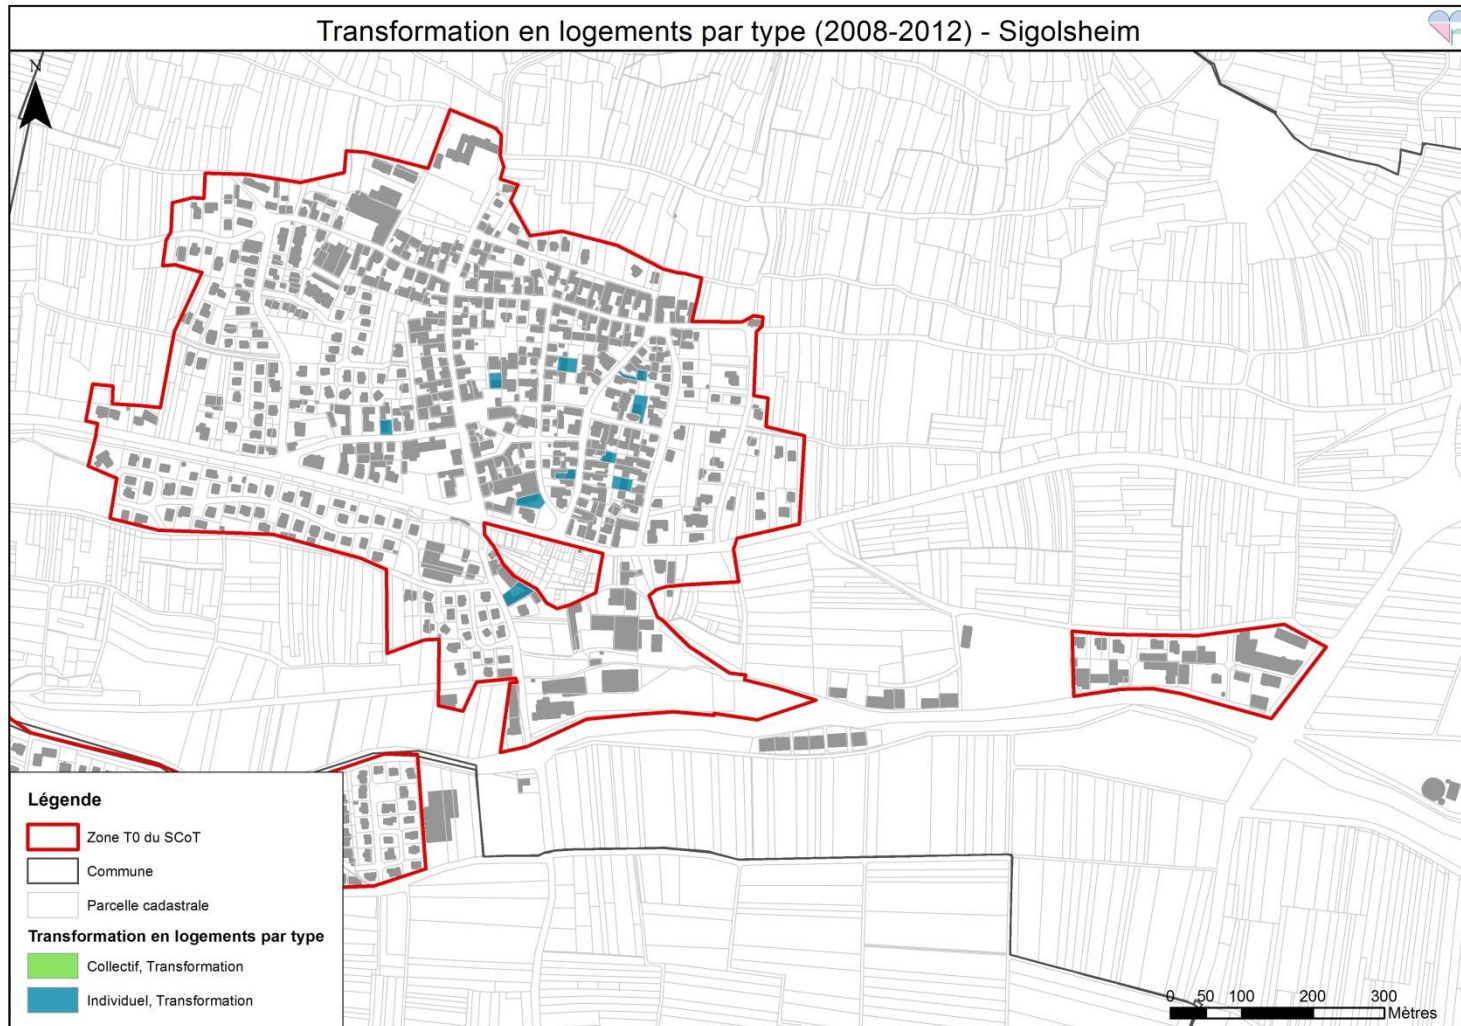 Transformation en logements par type (2008-2012) - Sigolsheim
N
Légende
Zone T0 du SCoT
Commune
Parcelle cadastrale
Transformation en logements par type
Collectif, Transformation
Individuel, Transformation
0 50 100 200 300
Mètres